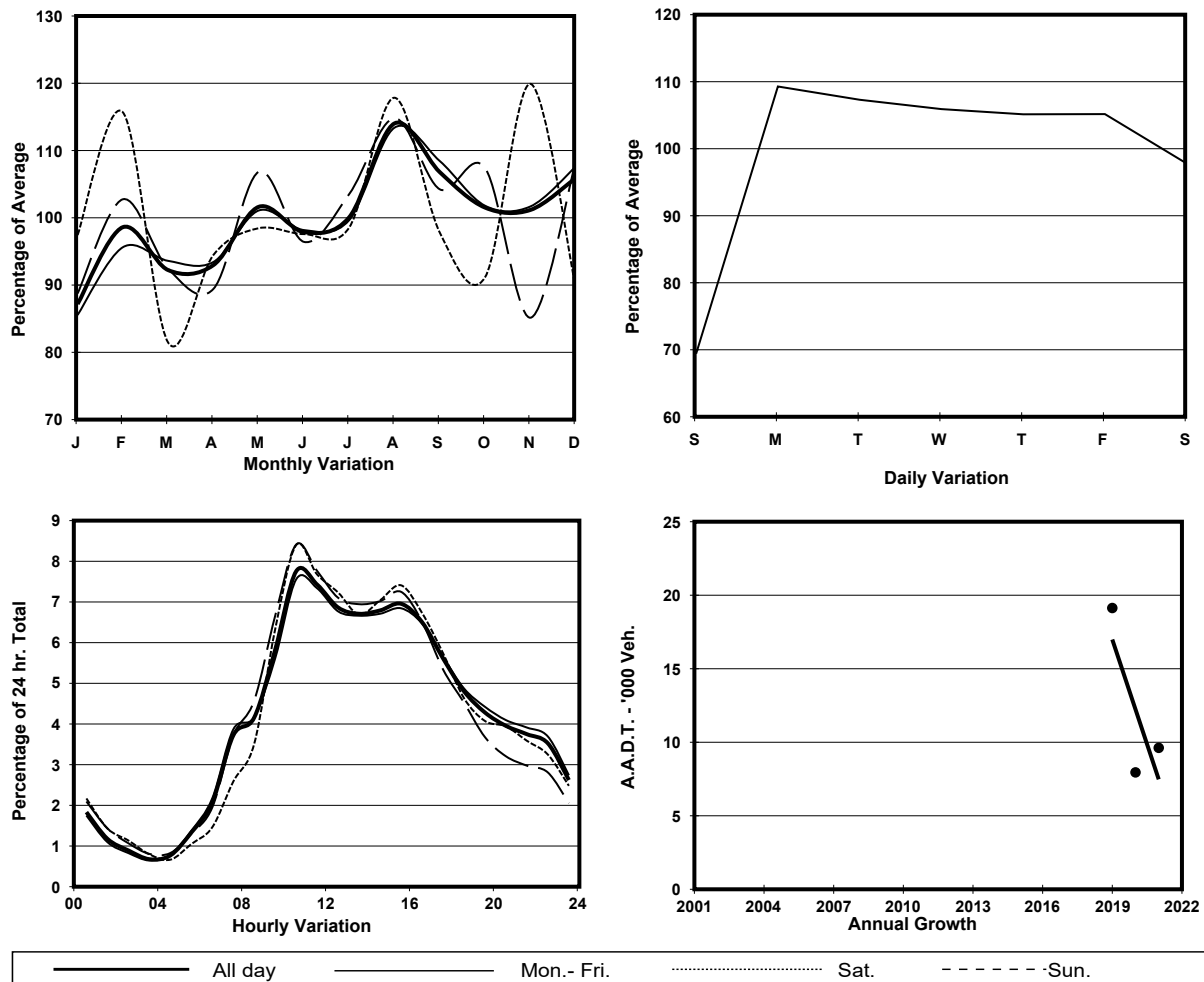 130
120
110
100
90
80
70
Percentage of Average
J F M A M J J A S O N D
Monthly Variation
120
110
100
90
80
70
60
Percentage of Average
S M T W T F S
Daily Variation
9
8
7
6
5
4
3
2
1
0
Percentage of 24 hr. Total
00 04 08 12 16 20 24
Hourly Variation
25
20
15
10
5
0
A.A.D.T. - '000 Veh.
2001 2004 2007 2010 2013 2016 2019 2022
Annual Growth
All day Mon.- Fri. Sat. Sun.